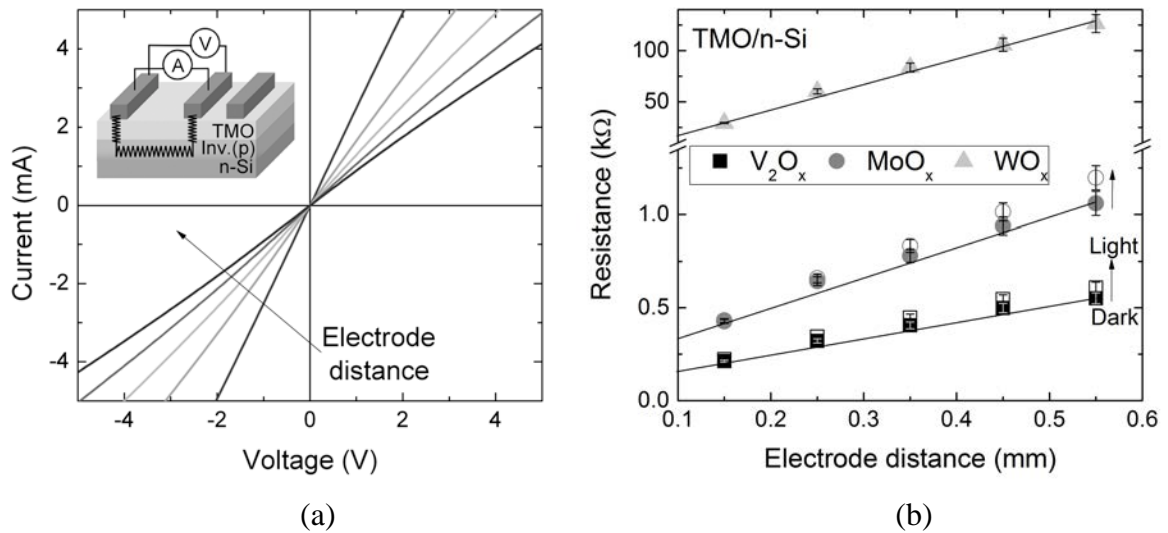 4
2
0
-2
-4
-4
-2
0
2
4
Current (mA)
Voltage (V)
V
A
TMO
Inv.(p)
n-Si
Electrode
distance
(a)
TMO/n-Si
100
50
1.0
0.5
0.0
0.1
0.2
0.3
0.4
0.5
0.6
Resistance (kΩ)
Electrode distance (mm)
V₂Oₓ MoOₓ WOₓ
Light
Dark
(b)